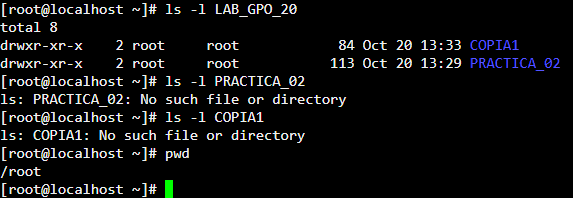 [root@localhost ~]# ls -l LAB_GPO_20
total 8
drwxr-xr-x    2 root     root            84 Oct 20 13:33 COPIA1
drwxr-xr-x    2 root     root           113 Oct 20 13:29 PRACTICA_02
[root@localhost ~]# ls -l PRACTICA_02
ls: PRACTICA_02: No such file or directory
[root@localhost ~]# ls -l COPIA1
ls: COPIA1: No such file or directory
[root@localhost ~]# pwd
/root
[root@localhost ~]#